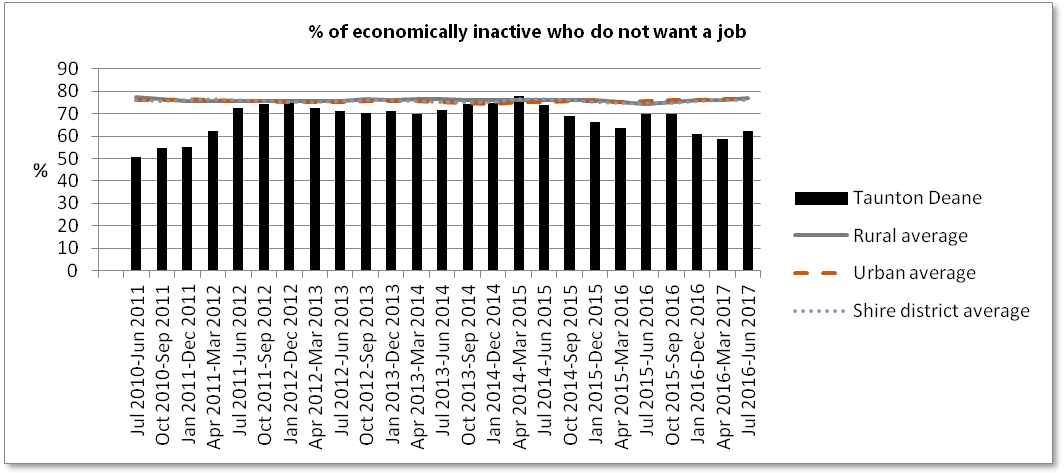 % of economically inactive who do not want a job
90
80
70
60
50
40
30
20
10
0
%
Jul 2010-Jun 2011
Oct 2010-Sep 2011
Jan 2011-Dec 2011
Apr 2011-Mar 2012
Jul 2011-Jun 2012
Oct 2011-Sep 2012
Jan 2012-Dec 2012
Apr 2012-Mar 2013
Jul 2012-Jun 2013
Oct 2012-Sep 2013
Jan 2013-Dec 2013
Apr 2013-Mar 2014
Jul 2013-Jun 2014
Oct 2013-Sep 2014
Jan 2014-Dec 2014
Apr 2014-Mar 2015
Jul 2014-Jun 2015
Oct 2014-Sep 2015
Jan 2015-Dec 2015
Apr 2015-Mar 2016
Jul 2015-Jun 2016
Oct 2015-Sep 2016
Jan 2016-Dec 2016
Apr 2016-Mar 2017
Jul 2016-Jun 2017
Taunton Deane
Rural average
Urban average
Shire district average